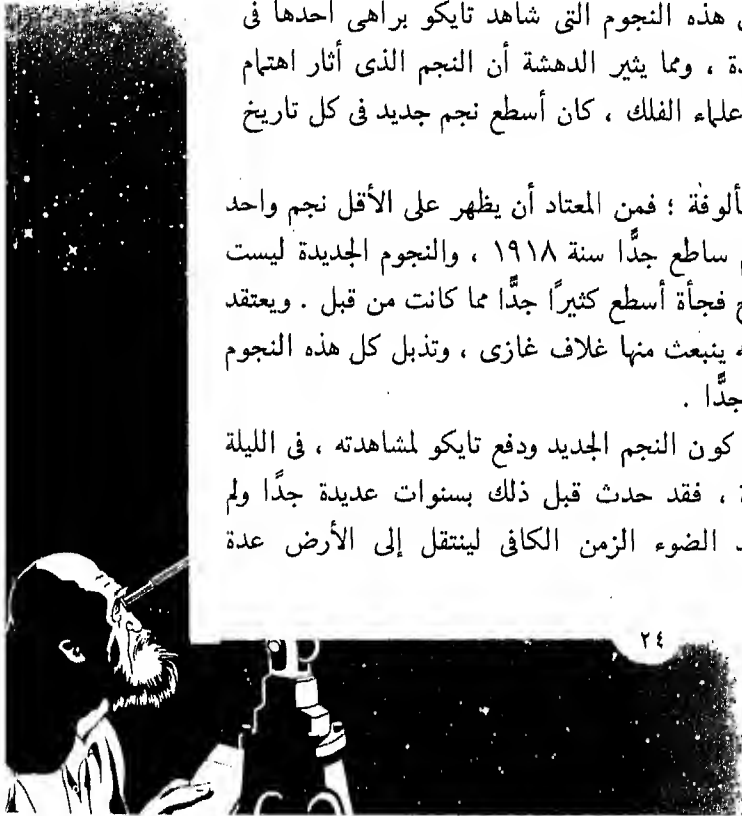 هذه النجوم التى شاهد تايكو براهى أحدها فى
، ومما يثير الدهشة أن النجم الذى أثار اهتمام
علماء الفلك ، كان أسطع نجم جديد فى كل تاريخ
ألوفة ؛ فمن المعتاد أن يظهر على الأقل نجم واحد
ساطع جدًّا سنة ١٩١٨ ، والنجوم الجديدة ليست
فجأة أسطع كثيرًا جدًّا مما كانت من قبل . ويعتقد
ينبعث منها غلاف غازى ، وتذبل كل هذه النجوم
جدًّا .
كون النجم الجديد ودفع تايكو لمشاهدته ، فى الليلة
، فقد حدث قبل ذلك بسنوات عديدة جدًّا ولم
الضوء الزمن الكافى لينتقل إلى الأرض عدة
٢٤